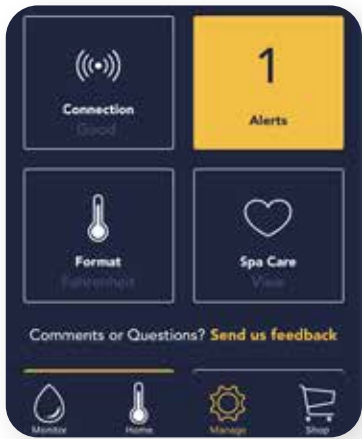 1
Connection
Good
Alerts
Format
Fahrenheit
Spa Care
View
Comments or Questions? Send us feedback
Monitor
Home
Manage
Shop